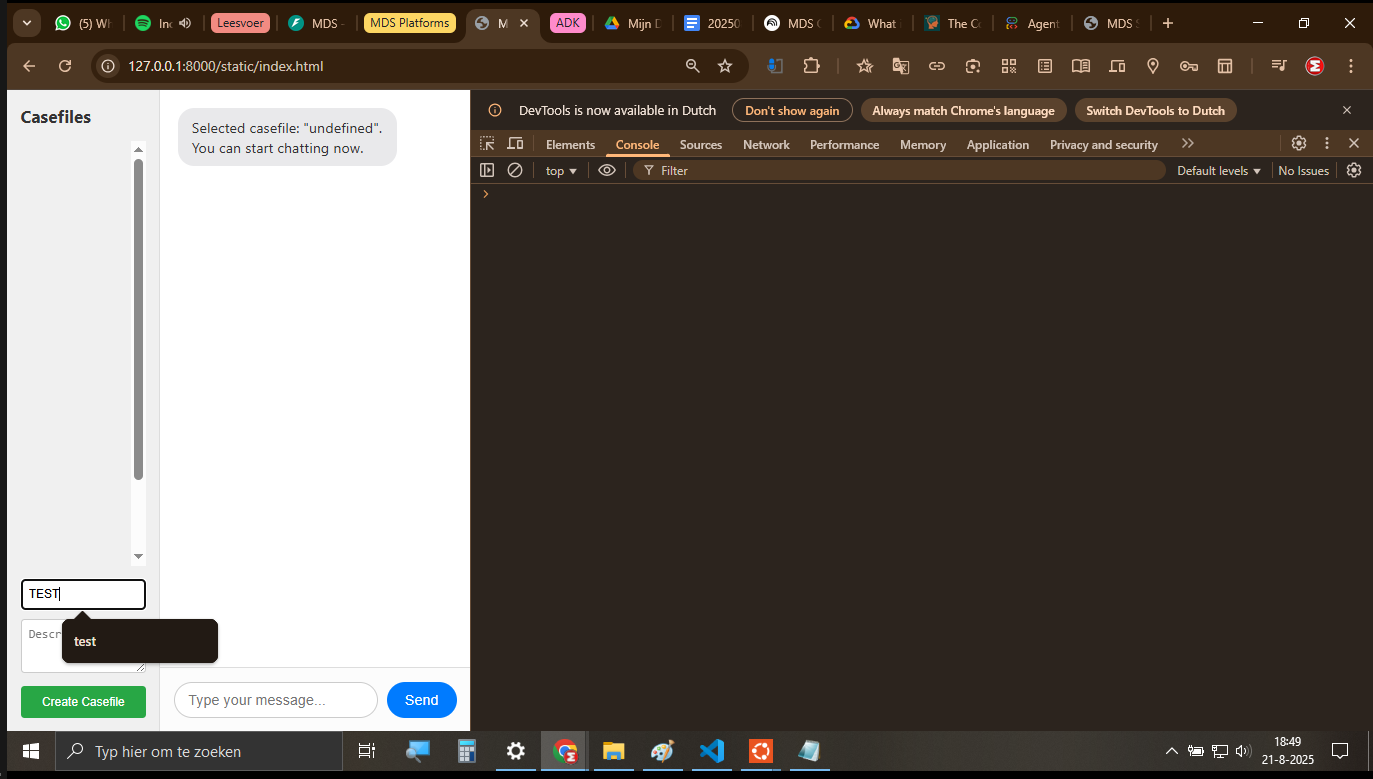 (5) Wh
Inc
Leesvoer
MDS -
MDS Platforms
M
ADK
Mijn D
20250
MDS C
What
The Co
Agent
MDS S
127.0.0.1:8000/static/index.html
Casefiles
Selected casefile: "undefined".
You can start chatting now.
TEST
Descr
test
Create Casefile
Type your message...
Send
DevTools is now available in Dutch
Don't show again
Always match Chrome's language
Switch DevTools to Dutch
Elements
Console
Sources
Network
Performance
Memory
Application
Privacy and security
top
Filter
Default levels
No Issues
Typ hier om te zoeken
18:49
21-8-2025